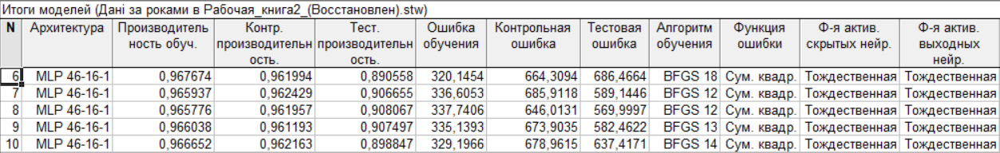 Итоги моделей (Дані за роками в Рабочая_книга2_(Восстановлен).stw)
N Архитектура Производитель Контр. Тест. Ошибка Контрольная Тестовая Алгоритм Функция Ф-я актив. Ф-я актив.
ность обуч. производительн производительн обучения ошибка ошибка обучения ошибки скрытых нейр. выходных
ость. ость. нейр.
6 MLP 46-16-1 0,967674 0,961994 0,890558 320,1454 664,3094 686,4664 BFGS 18 Сум. квадр. Тождественная Тождественная
7 MLP 46-16-1 0,965937 0,962429 0,906655 336,6053 685,9118 589,1446 BFGS 12 Сум. квадр. Тождественная Тождественная
8 MLP 46-16-1 0,965776 0,961957 0,908067 337,7406 646,0131 569,9997 BFGS 12 Сум. квадр. Тождественная Тождественная
9 MLP 46-16-1 0,966038 0,961193 0,907497 335,1393 673,9035 582,4622 BFGS 13 Сум. квадр. Тождественная Тождественная
10 MLP 46-16-1 0,966652 0,962163 0,898847 329,1966 678,9615 637,4171 BFGS 14 Сум. квадр. Тождественная Тождественная